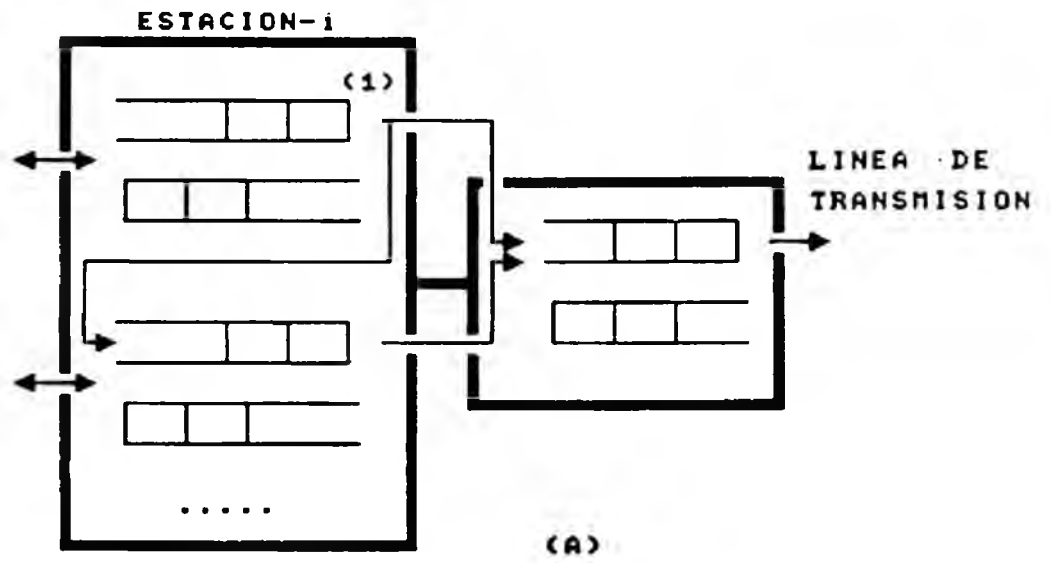 ESTACION-i
(1)
LINEA DE
TRANSMISION
.....
(A)